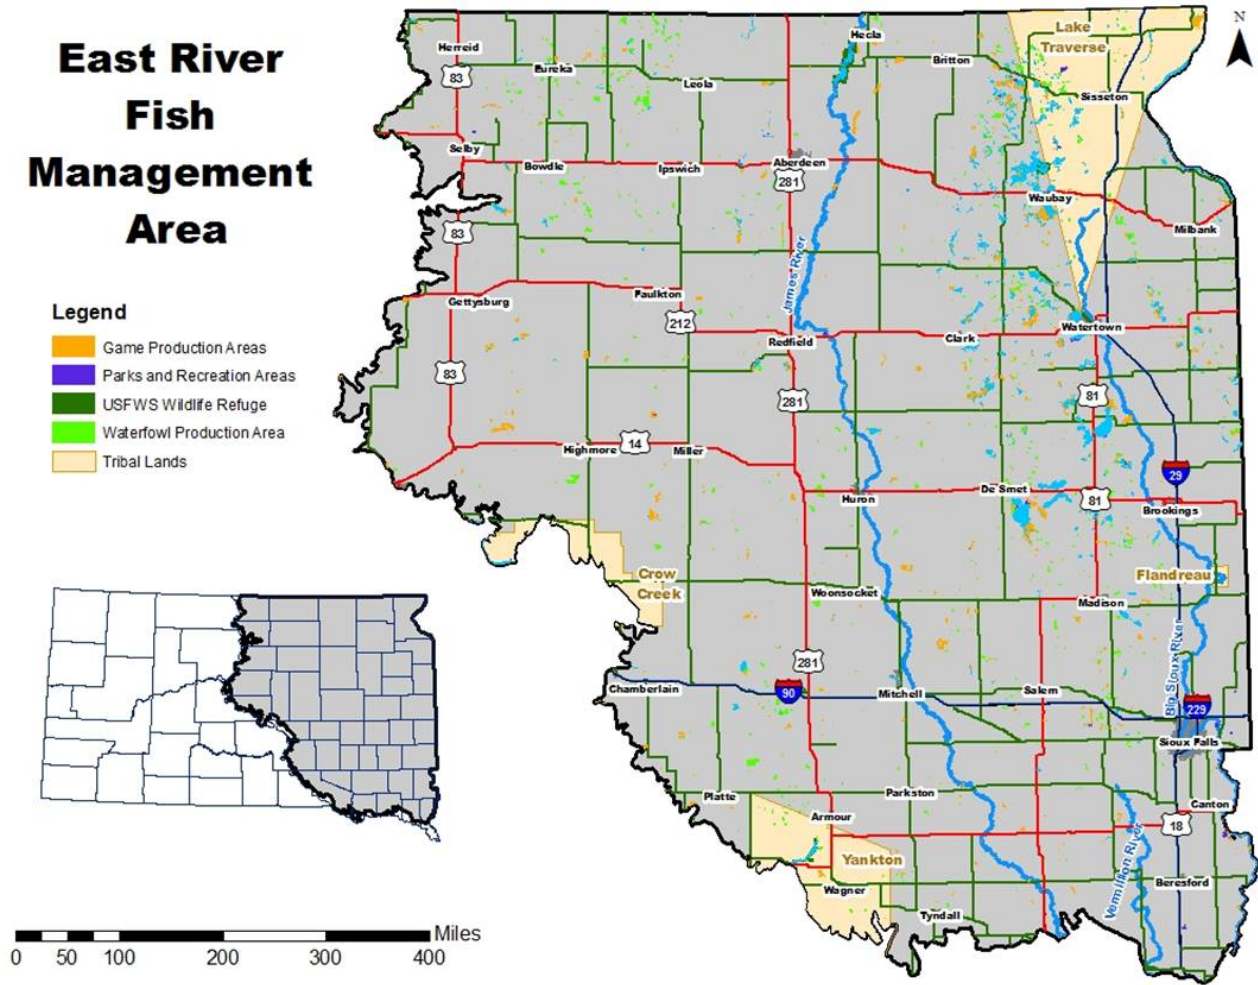 East River
Fish
Management
Area
N
Lake
Traverse
Hecla
Herreid
83
Eureka
Leola
Britton
Sisseton
Selby
Bowdle
Ipswich
Aberdeen
281
Waubay
83
Milbank
James River
Gettysburg
Faulkton
212
Redfield
Clark
Watertown
Legend
Game Production Areas
Parks and Recreation Areas
USFWS Wildlife Refuge
Waterfowl Production Area
Tribal Lands
83
281
81
Highmore
14
Miller
29
Huron
De Smet
81
Brookings
Crow
Creek
Flandreau
Woonsocket
Madison
281
Big Sioux River
Chamberlain
90
Mitchell
Salem
229
Sioux Falls
Platte
Parkston
Canton
Armour
18
Yankton
Vermillion River
Wagner
Beresford
Tyndall
Miles
0 50 100 200 300 400